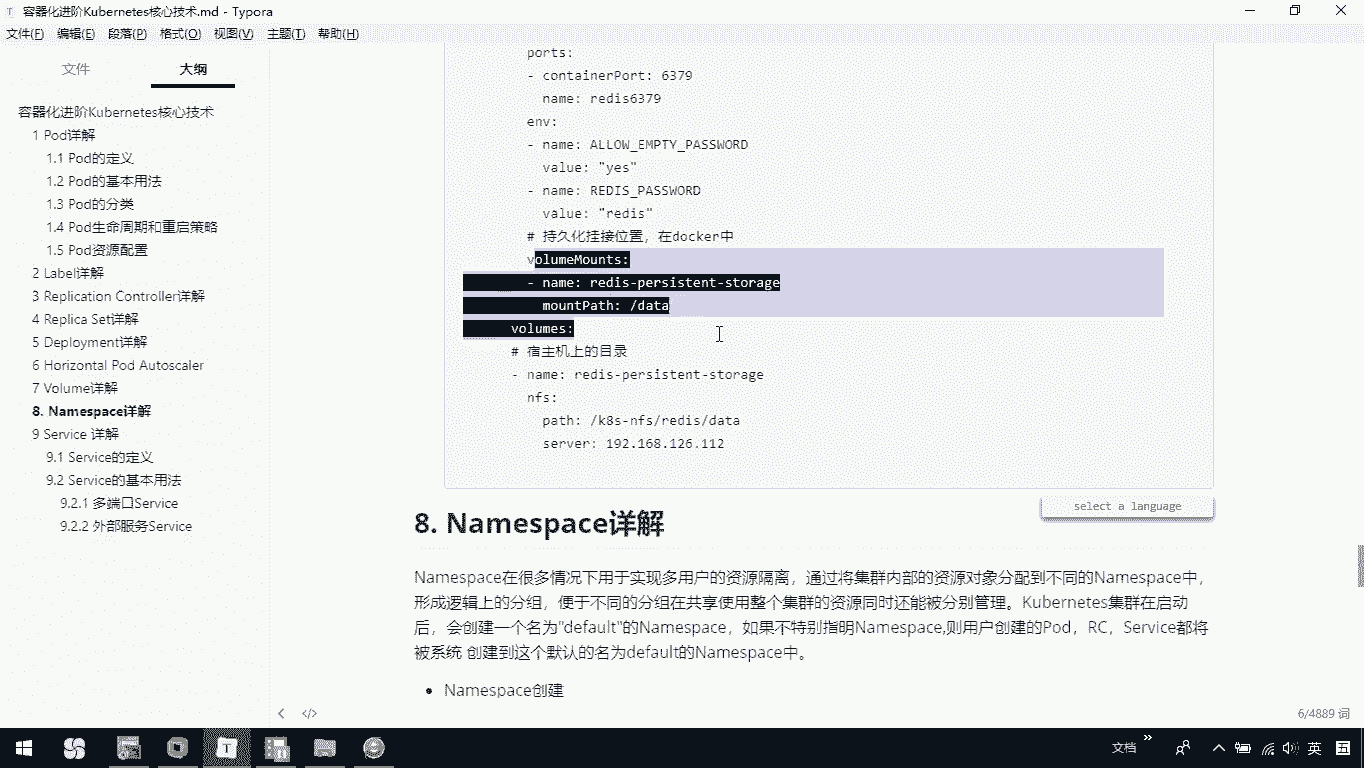 容器化进阶Kubernetes核心技术.md - Typora
文件(F) 编辑(E) 段落(P) 格式(O) 视图(V) 主题(T) 帮助(H)
文件 大纲
容器化进阶Kubernetes核心技术
1 Pod详解
1.1 Pod的定义
1.2 Pod的基本用法
1.3 Pod的分类
1.4 Pod生命周期和重启策略
1.5 Pod资源配置
2 Label详解
3 Replication Controller详解
4 Replica Set详解
5 Deployment详解
6 Horizontal Pod Autoscaler
7 Volume详解
8. Namespace详解
9 Service 详解
9.1 Service的定义
9.2 Service的基本用法
9.2.1 多端口Service
9.2.2 外部服务Service
ports:
- containerPort: 6379
name: redis6379
env:
- name: ALLOW_EMPTY_PASSWORD
value: "yes"
- name: REDIS_PASSWORD
value: "redis"
# 持久化挂接位置，在docker中
volumeMounts:
- name: redis-persistent-storage
mountPath: /data
volumes:
# 宿主机上的目录
- name: redis-persistent-storage
nfs:
path: /k8s-nfs/redis/data
server: 192.168.126.112
select a language
8. Namespace详解
Namespace在很多情况下用于实现多用户的资源隔离，通过将集群内部的资源对象分配到不同的Namespace中，
形成逻辑上的分组，便于不同的分组在共享使用整个集群的资源同时还能被分别管理。Kubernetes集群在启动
后，会创建一个名为"default"的Namespace，如果不特别指明Namespace,则用户创建的Pod，RC，Service都将
被系统 创建到这个默认的名为default的Namespace中。
• Namespace创建
6/4889 词
T
文档 英 五